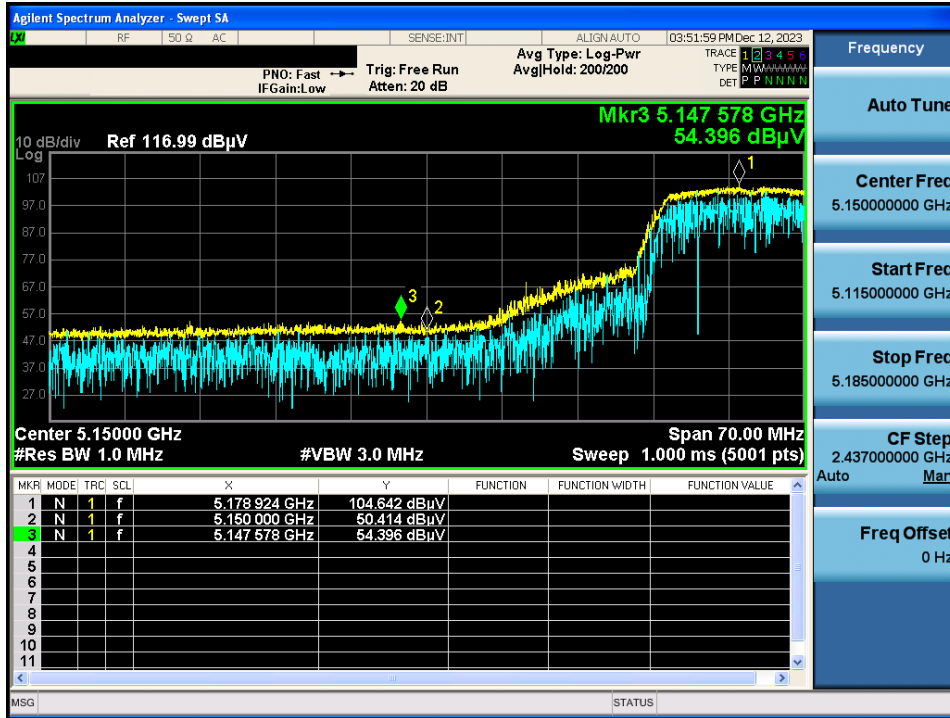 Agilent Spectrum Analyzer - Swept SA
LXI RF 50 Ω AC SENSE:INT ALIGN AUTO 03:51:59 PM Dec 12, 2023
PNO: Fast Trig: Free Run Avg Type: Log-Pwr TRACE 1 2 3 4 5 6
IFGain:Low Atten: 20 dB Avg|Hold: 200/200 TYPE M W W W W W
DET P P N N N N
Mkr3 5.147 578 GHz
54.396 dBµV
10 dB/div Ref 116.99 dBµV
Log
107
97.0
87.0
77.0
67.0
57.0
47.0
37.0
27.0
1
2
3
Center 5.15000 GHz Span 70.00 MHz
#Res BW 1.0 MHz #VBW 3.0 MHz Sweep 1.000 ms (5001 pts)
MKR MODE TRC SCL X Y FUNCTION FUNCTION WIDTH FUNCTION VALUE
1 N 1 f 5.178 924 GHz 104.642 dBµV
2 N 1 f 5.150 000 GHz 50.414 dBµV
3 N 1 f 5.147 578 GHz 54.396 dBµV
4
5
6
7
8
9
10
11
MSG STATUS
Frequency
Auto Tune
Center Freq
5.150000000 GHz
Start Freq
5.115000000 GHz
Stop Freq
5.185000000 GHz
CF Step
2.437000000 GHz
Auto Man
Freq Offset
0 Hz